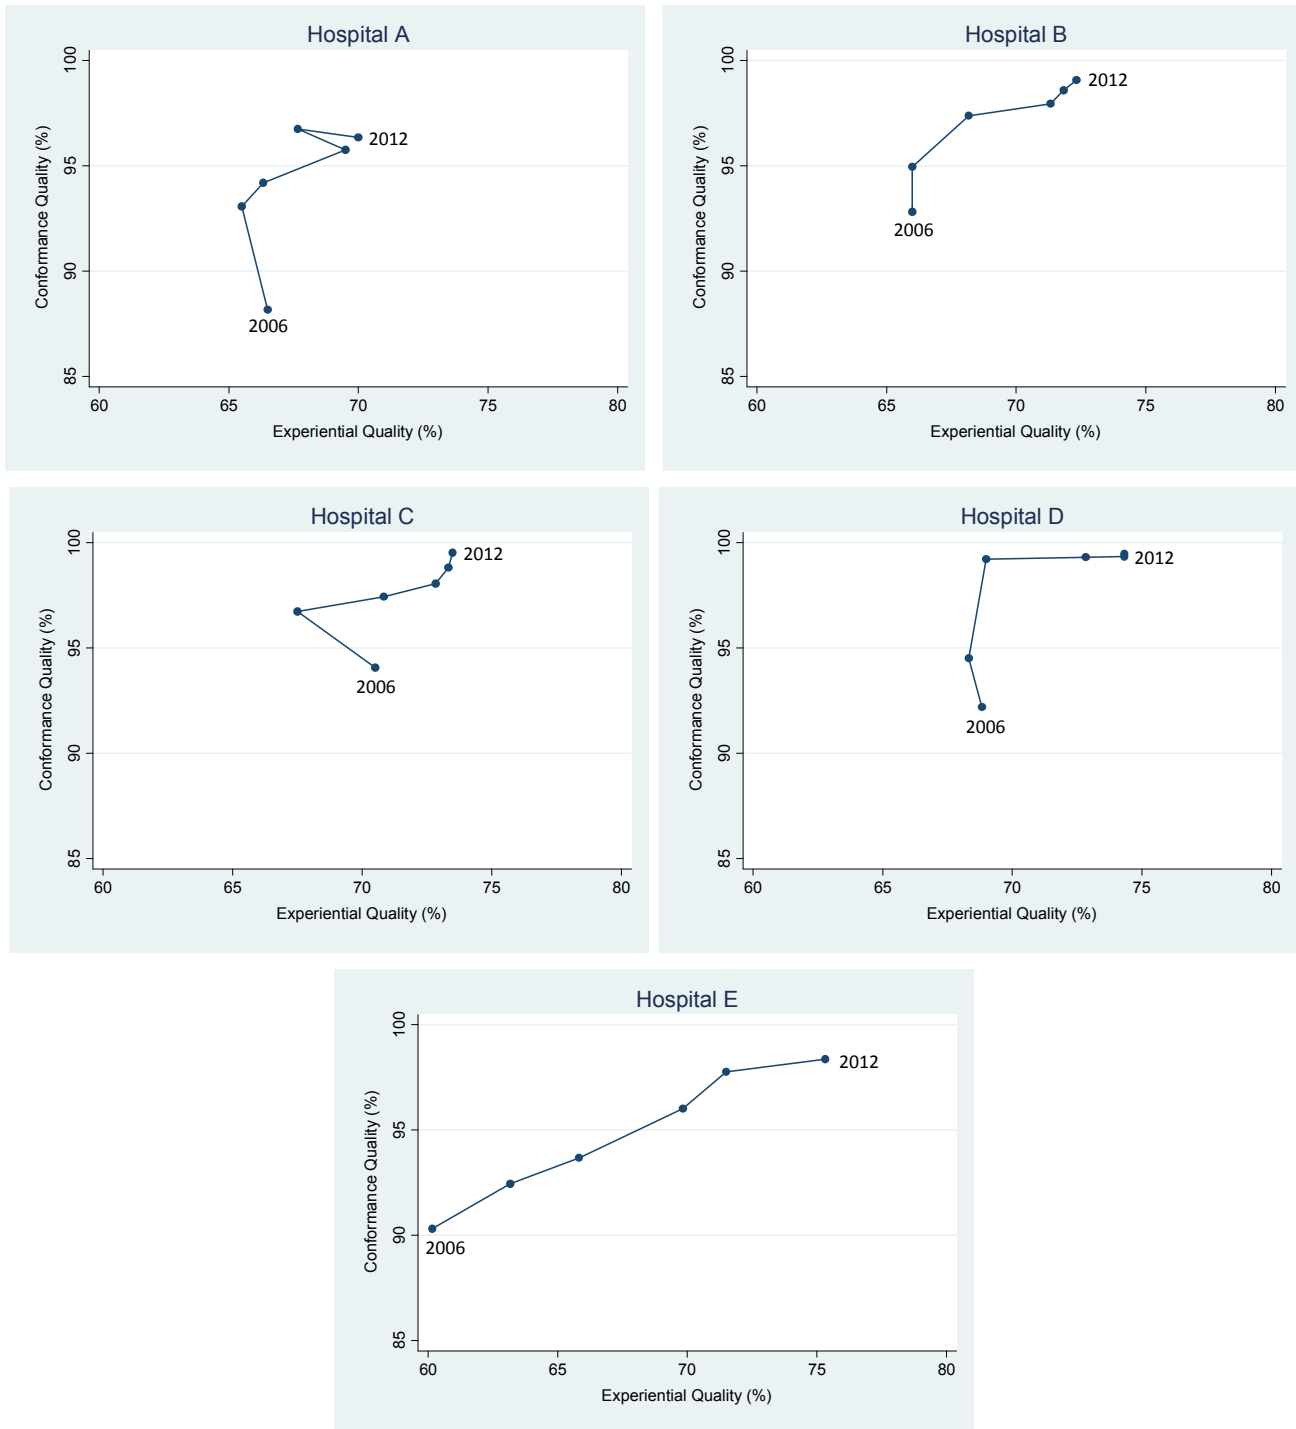 Hospital A
Conformance Quality (%)
100
95
90
85
2012
2006
60 65 70 75 80
Experiential Quality (%)
Hospital B
Conformance Quality (%)
100
95
90
85
2012
2006
60 65 70 75 80
Experiential Quality (%)
Hospital C
Conformance Quality (%)
100
95
90
85
2012
2006
60 65 70 75 80
Experiential Quality (%)
Hospital D
Conformance Quality (%)
100
95
90
85
2012
2006
60 65 70 75 80
Experiential Quality (%)
Hospital E
Conformance Quality (%)
100
95
90
85
2012
2006
60 65 70 75 80
Experiential Quality (%)